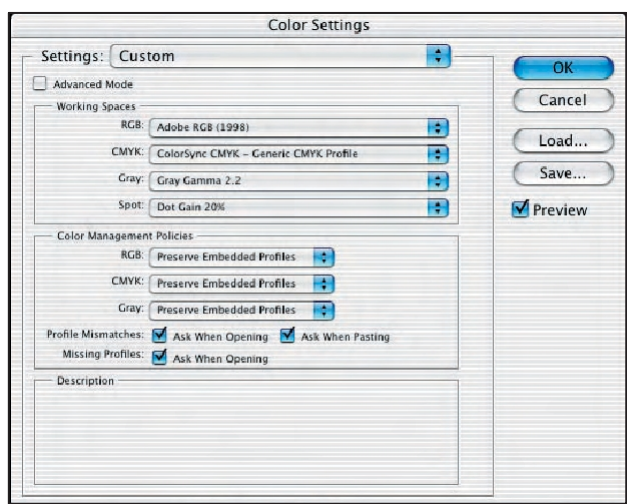 Color Settings
Settings: Custom
Advanced Mode
Working Spaces
RGB: Adobe RGB (1998)
CMYK: ColorSync CMYK – Generic CMYK Profile
Gray: Gray Gamma 2.2
Spot: Dot Gain 20%
Color Management Policies
RGB: Preserve Embedded Profiles
CMYK: Preserve Embedded Profiles
Gray: Preserve Embedded Profiles
Profile Mismatches: Ask When Opening Ask When Pasting
Missing Profiles: Ask When Opening
Description
OK
Cancel
Load...
Save...
Preview